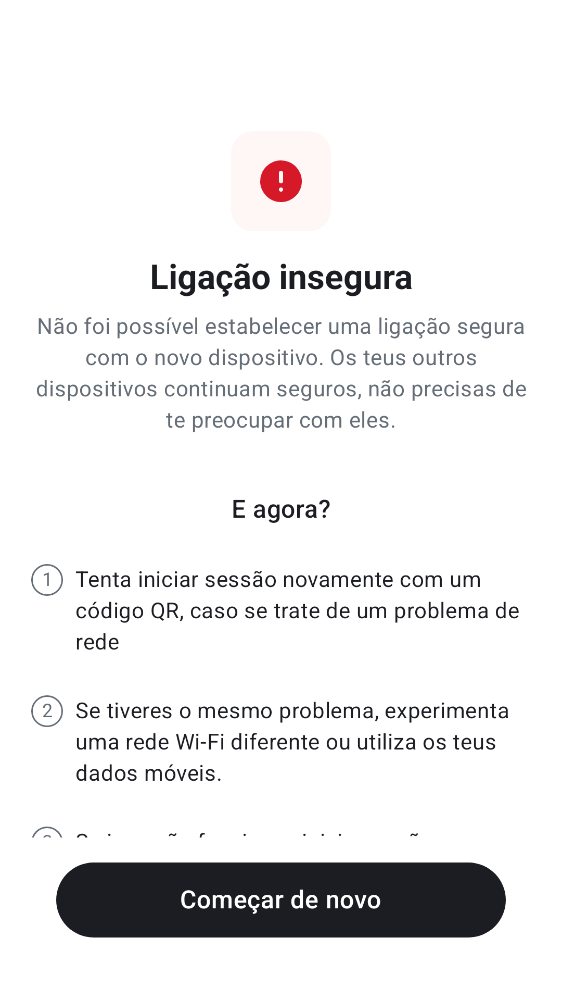 Ligação insegura
Não foi possível estabelecer uma ligação segura
com o novo dispositivo. Os teus outros
dispositivos continuam seguros, não precisas de
te preocupar com eles.
E agora?
1 Tenta iniciar sessão novamente com um
código QR, caso se trate de um problema de
rede
2 Se tiveres o mesmo problema, experimenta
uma rede Wi-Fi diferente ou utiliza os teus
dados móveis.
Começar de novo